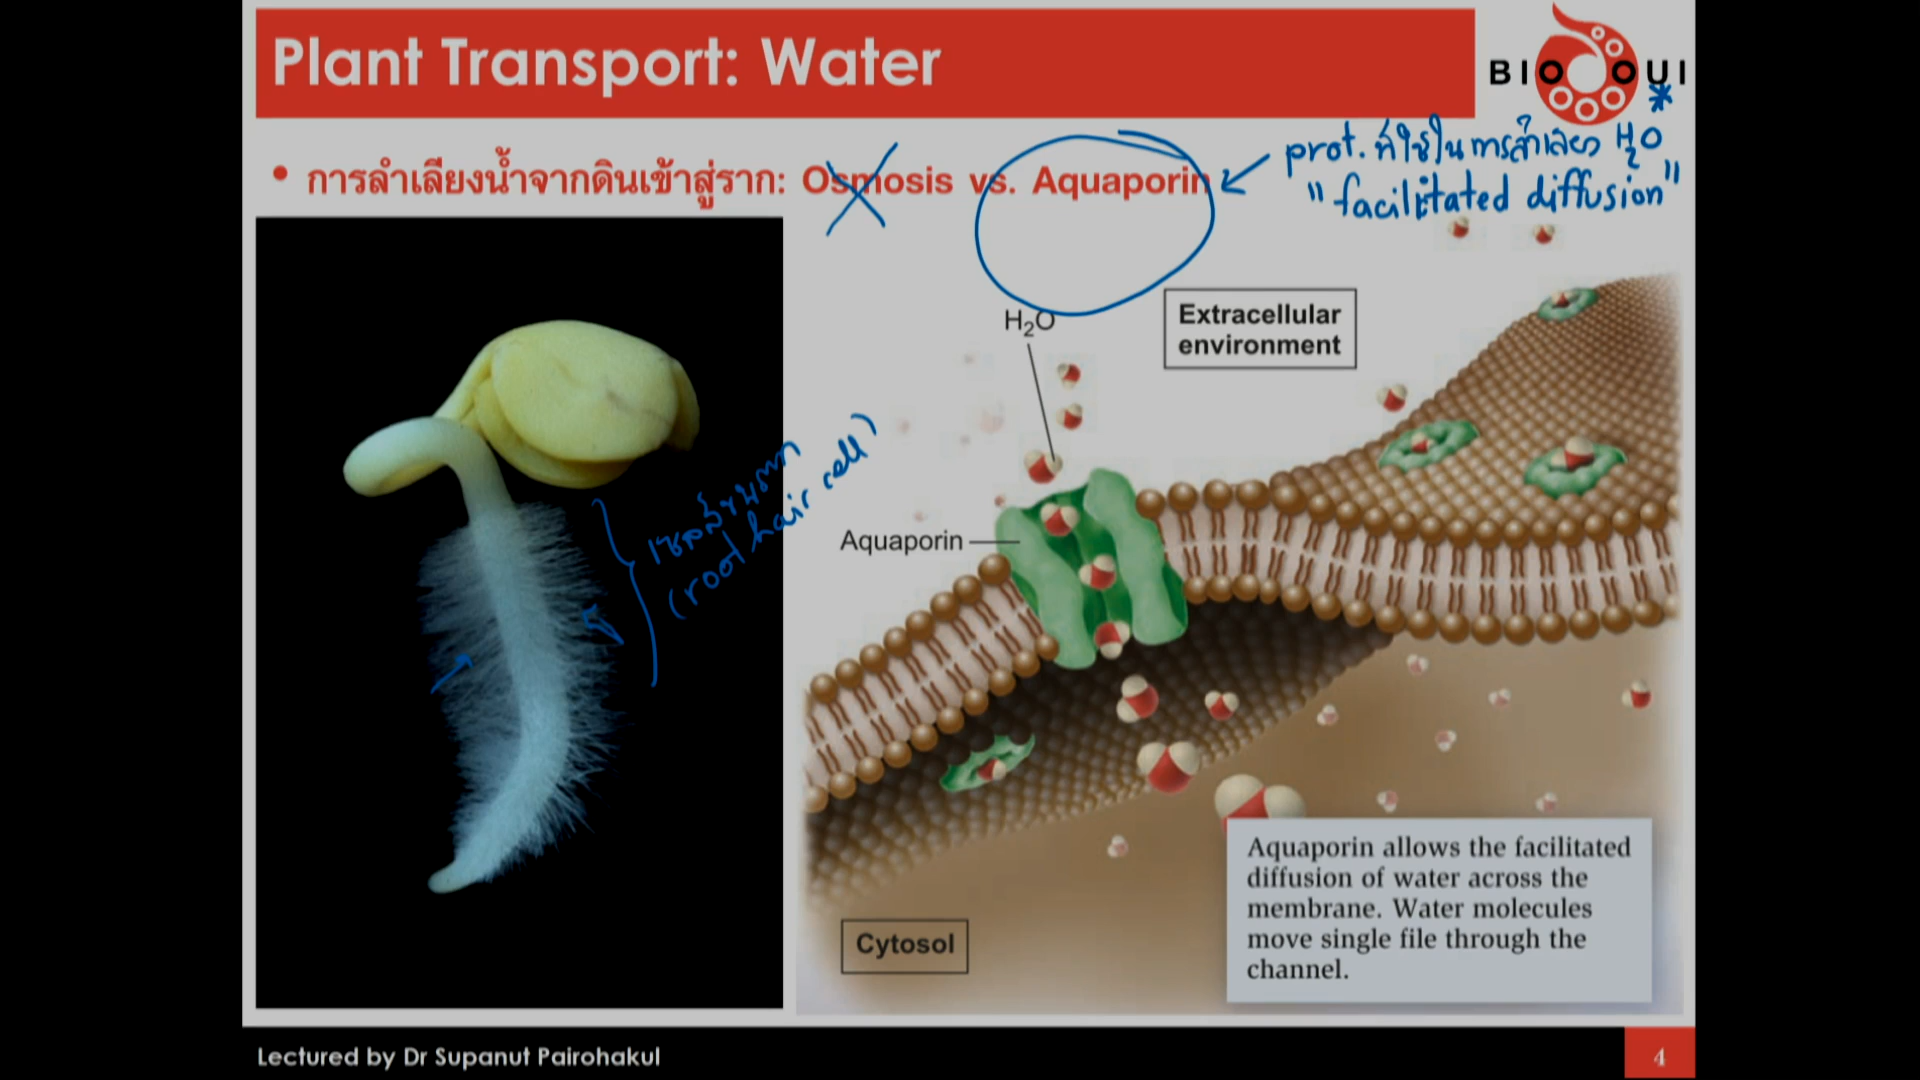 Plant Transport: Water
BIO OUI
• การลำเลียงน้ำจากดินเข้าสู่ราก: Osmosis vs. Aquaporin
prot. ที่ใช้ในการลำเลียง H₂O
"facilitated diffusion"
H₂O
Extracellular
environment
Aquaporin
เซลล์ขนราก
(root hair cell)
Cytosol
Aquaporin allows the facilitated
diffusion of water across the
membrane. Water molecules
move single file through the
channel.
Lectured by Dr Supanut Pairohakul
4